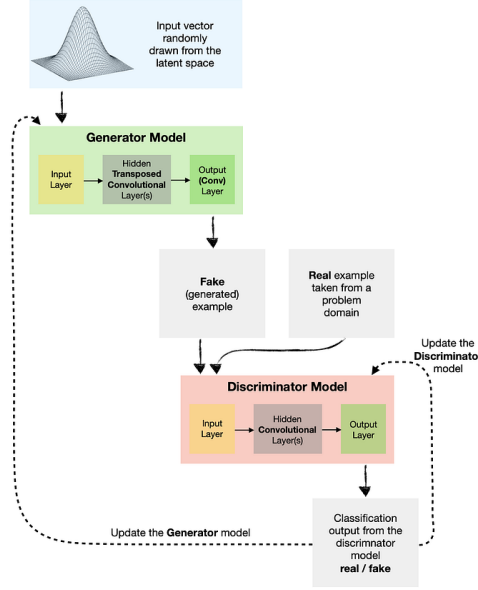 Input vector
randomly
drawn from the
latent space
Generator Model
Input
Layer
Hidden
Transposed
Convolutional
Layer(s)
Output
(Conv)
Layer
Fake
(generated)
example
Real example
taken from a
problem
domain
Update the
Discriminato
model
Discriminator Model
Input
Layer
Hidden
Convolutional
Layer(s)
Output
Layer
Update the Generator model
Classification
output from the
discrimnator
model
real / fake